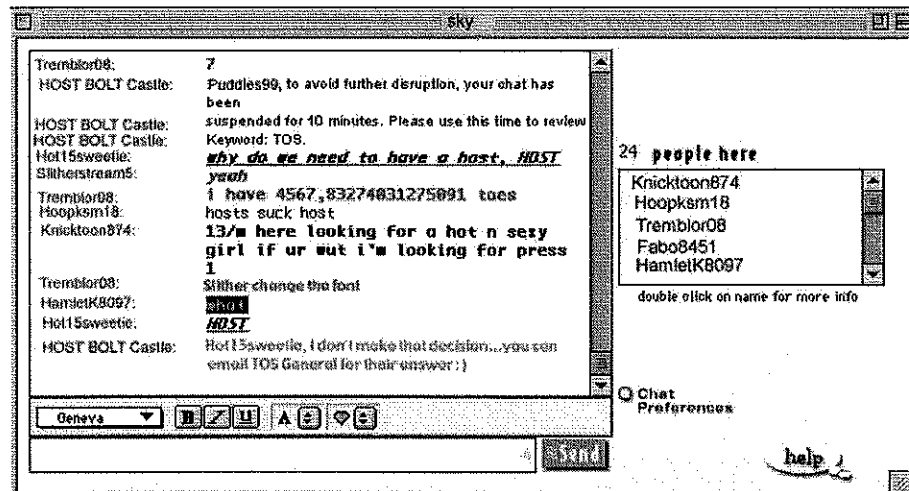 sky
Tremblor08: 7
HOST BOLT Castle: Puddles99, to avoid further disruption, your chat has
been
HOST BOLT Castle: suspended for 10 minutes. Please use this time to review
HOST BOLT Castle: Keyword: TOS.
Hot15sweetie: why do we need to have a host, HOST
Slitherstream5: yeah
Tremblor08: i have 4567,83274831275891 toes
Hoopksm18: hosts suck host
Knicktoon874: 13/m here looking for a hot n sexy
girl if ur wut i'm looking for press
1
Tremblor08: Slither change the font
HamletK8097: what
Hot15sweetie: HOST
HOST BOLT Castle: Hot15sweetie, I don't make that decision...you can
email TOS General for their answer :)
24 people here
Knicktoon874
Hoopksm18
Tremblor08
Fabo8451
HamletK8097
double click on name for more info
Chat
Preferences
Geneva B I U A
Send
help